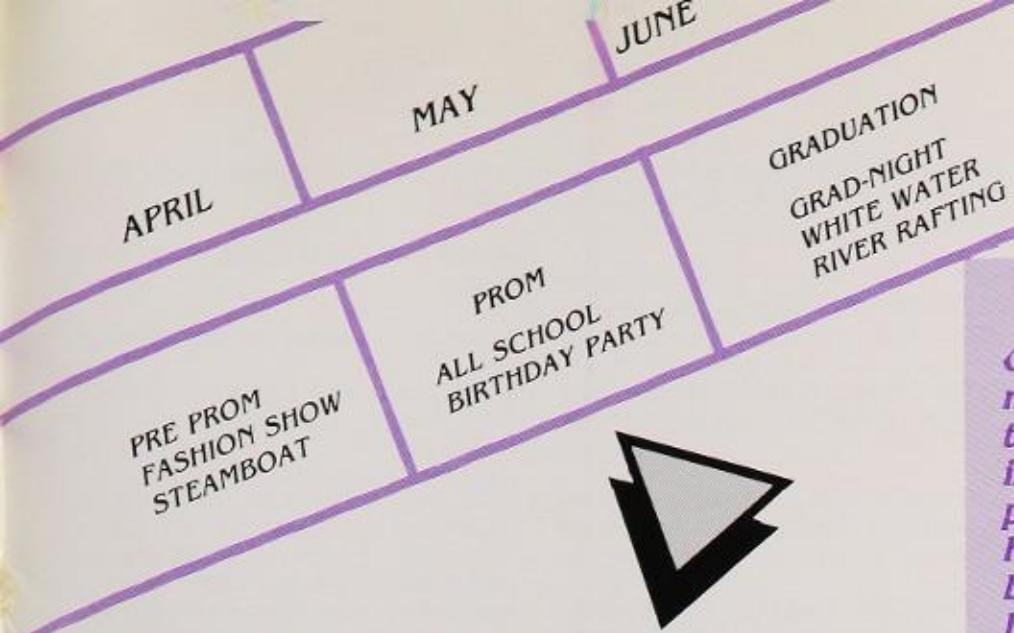 APRIL
MAY
JUNE
PRE PROM
FASHION SHOW
STEAMBOAT
PROM
ALL SCHOOL
BIRTHDAY PARTY
GRADUATION
GRAD-NIGHT
WHITE WATER
RIVER RAFTING